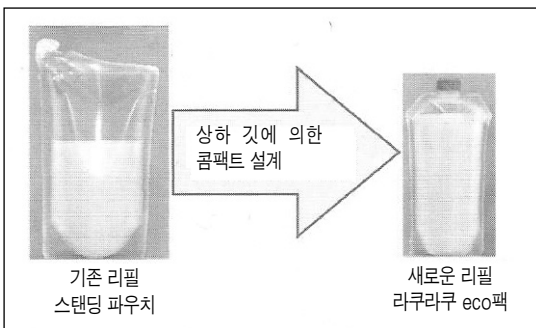 상하 깃에 의한
콤팩트 설계
기존 리필
스탠딩 파우치
새로운 리필
라쿠라쿠 eco팩